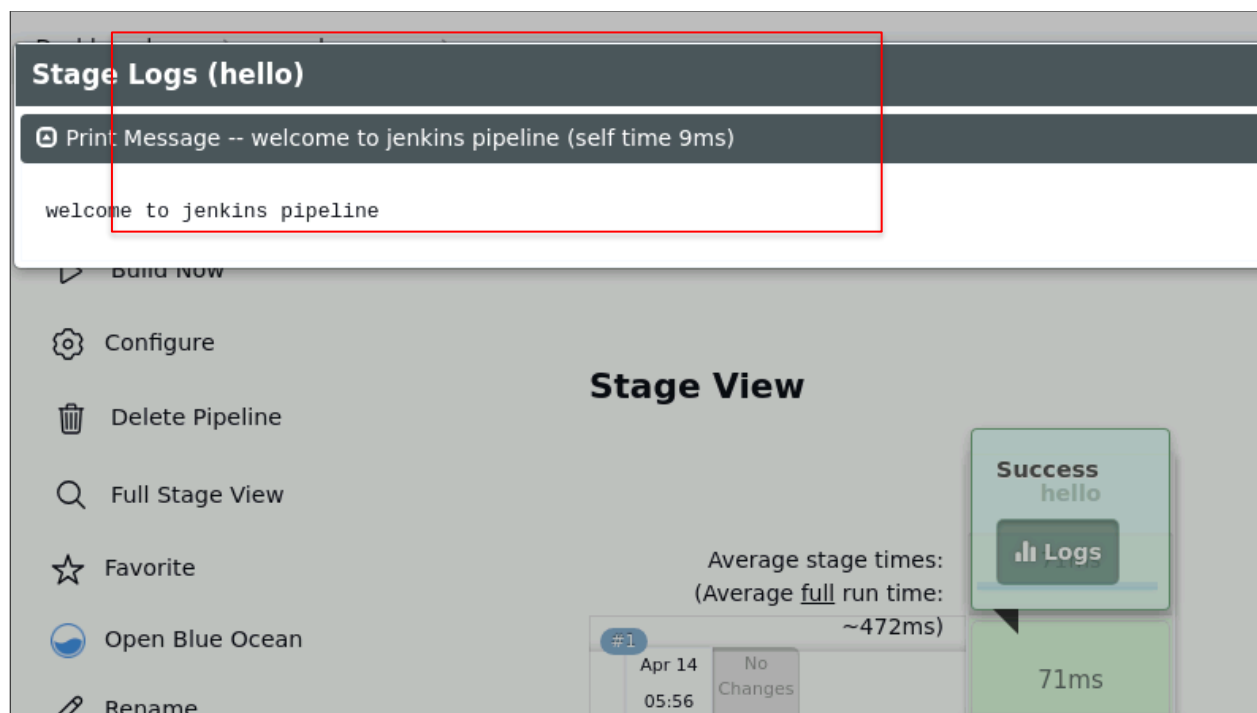 Stage Logs (hello)
Print Message -- welcome to jenkins pipeline (self time 9ms)
welcome to jenkins pipeline
Build Now
Configure
Delete Pipeline
Full Stage View
Favorite
Open Blue Ocean
Rename
Stage View
Success
hello
Logs
Average stage times:
(Average full run time:
~472ms)
#1
Apr 14
05:56
No
Changes
71ms